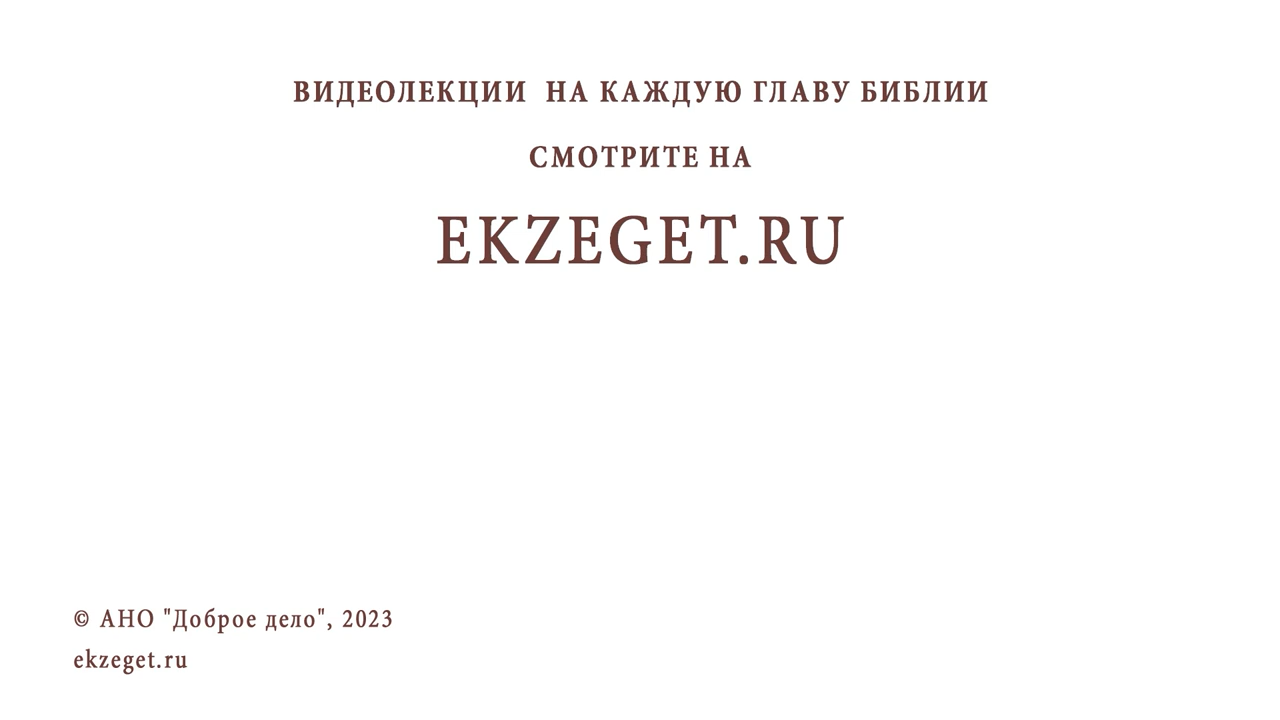 ВИДЕОЛЕКЦИИ НА КАЖДУЮ ГЛАВУ БИБЛИИ
СМОТРИТЕ НА
EKZEGET.RU
© АНО "Доброе дело", 2023
ekzeget.ru